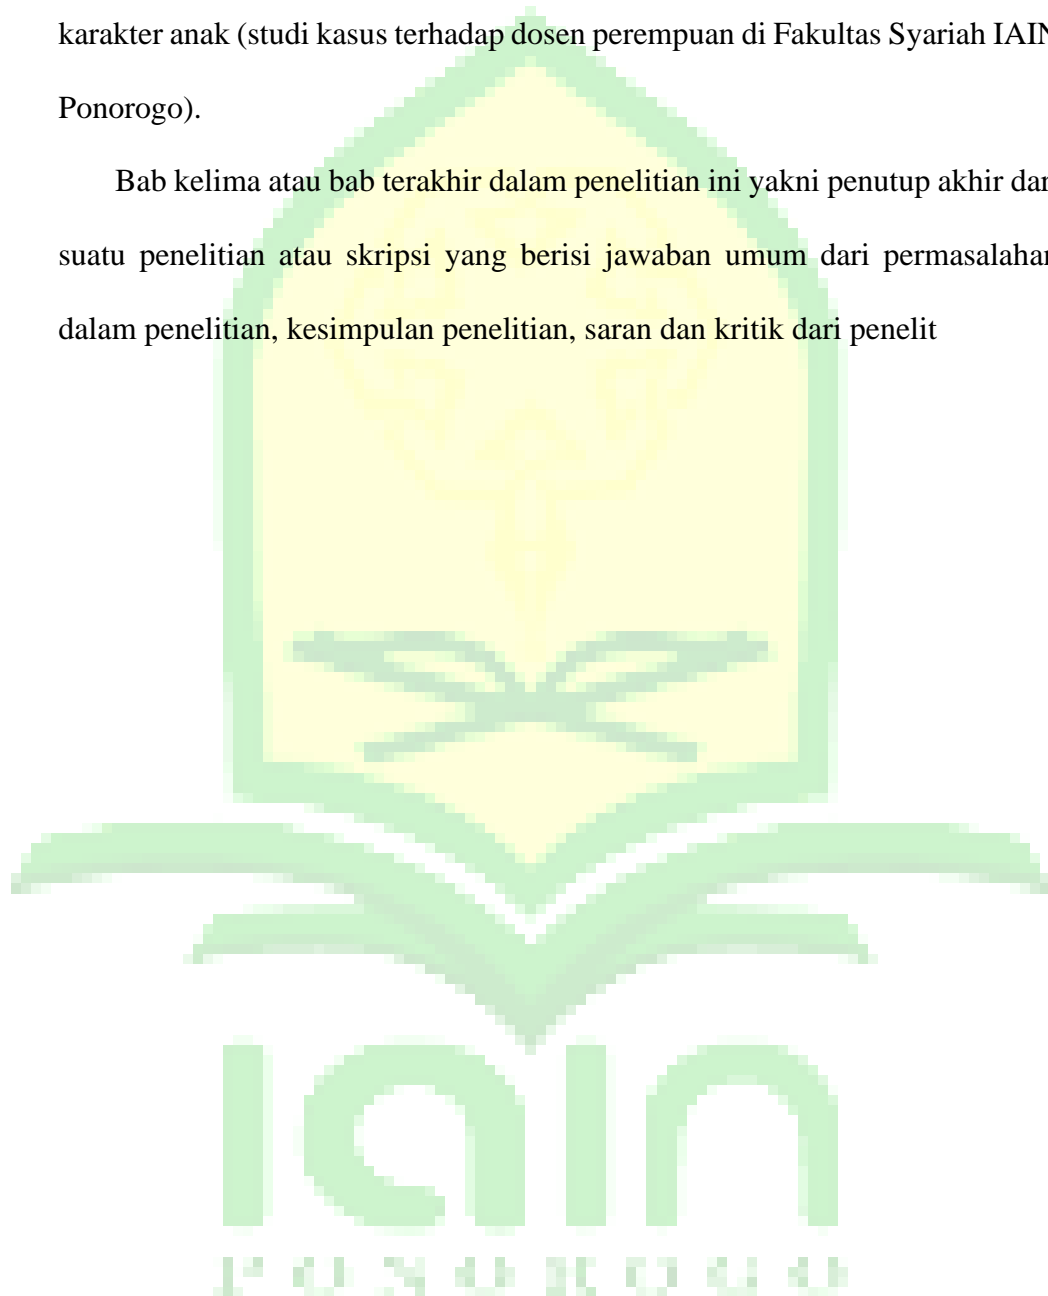 karakter anak (studi kasus terhadap dosen perempuan di Fakultas Syariah IAIN
Ponorogo).
Bab kelima atau bab terakhir dalam penelitian ini yakni penutup akhir dari
suatu penelitian atau skripsi yang berisi jawaban umum dari permasalahan
dalam penelitian, kesimpulan penelitian, saran dan kritik dari penelit
iain
PONOROGO